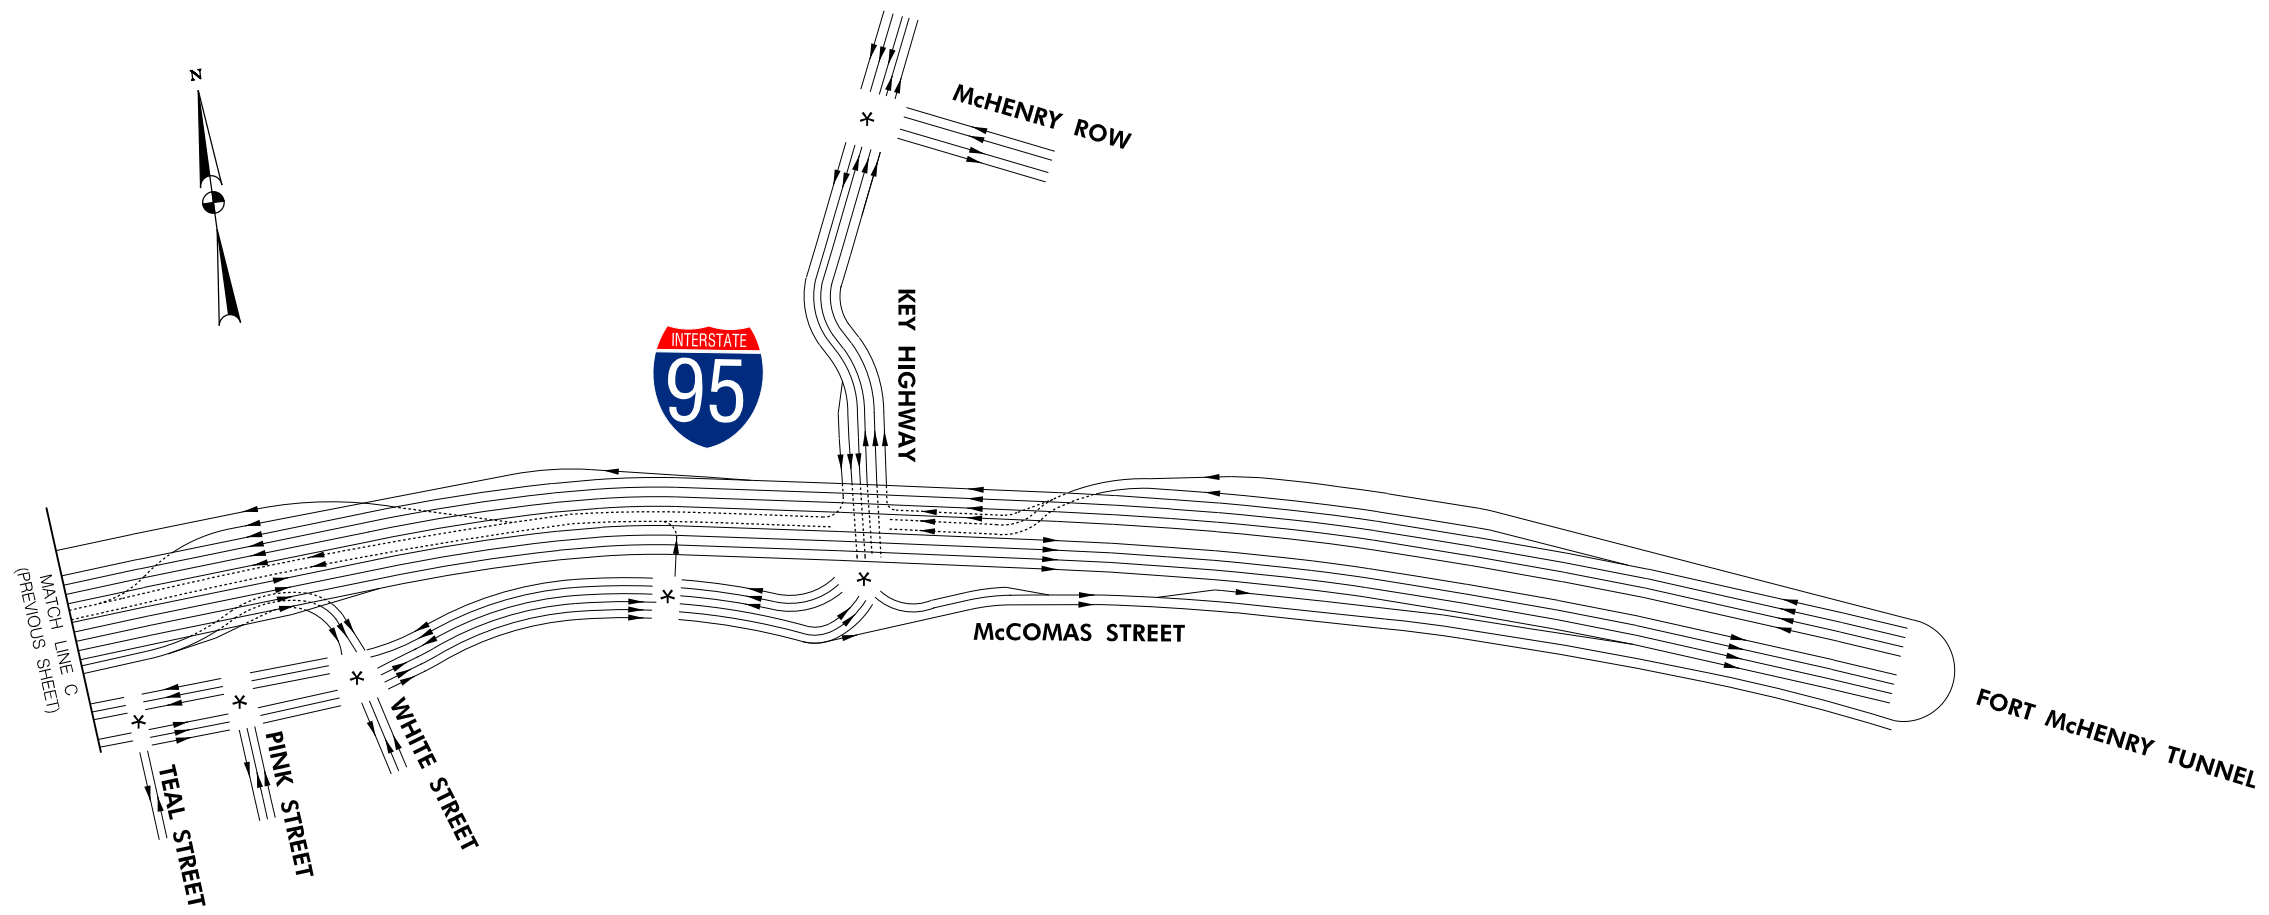 N
McHENRY ROW
KEY HIGHWAY
INTERSTATE
95
MATCH LINE C
(PREVIOUS SHEET)
McCOMAS STREET
FORT McHENRY TUNNEL
WHITE STREET
PINK STREET
TEAL STREET